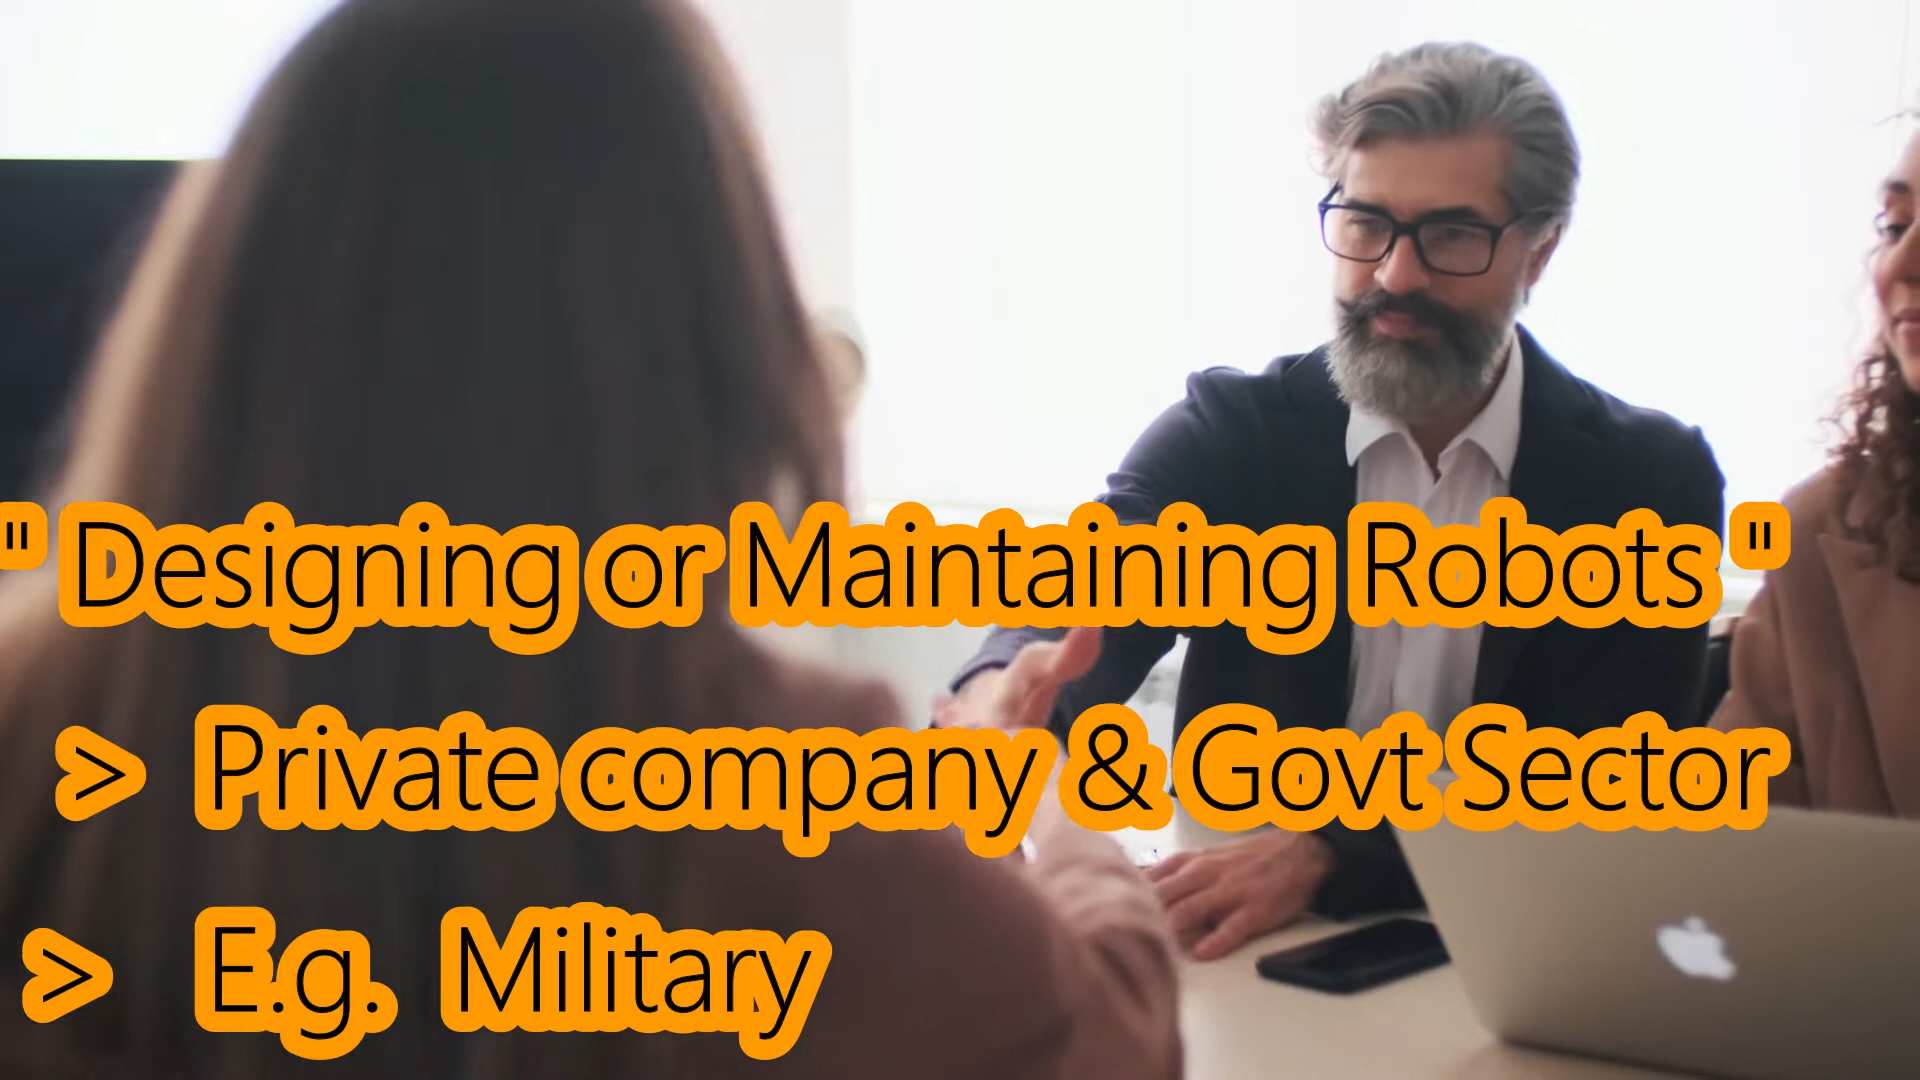 " Designing or Maintaining Robots "
> Private company & Govt Sector
> E.g. Military